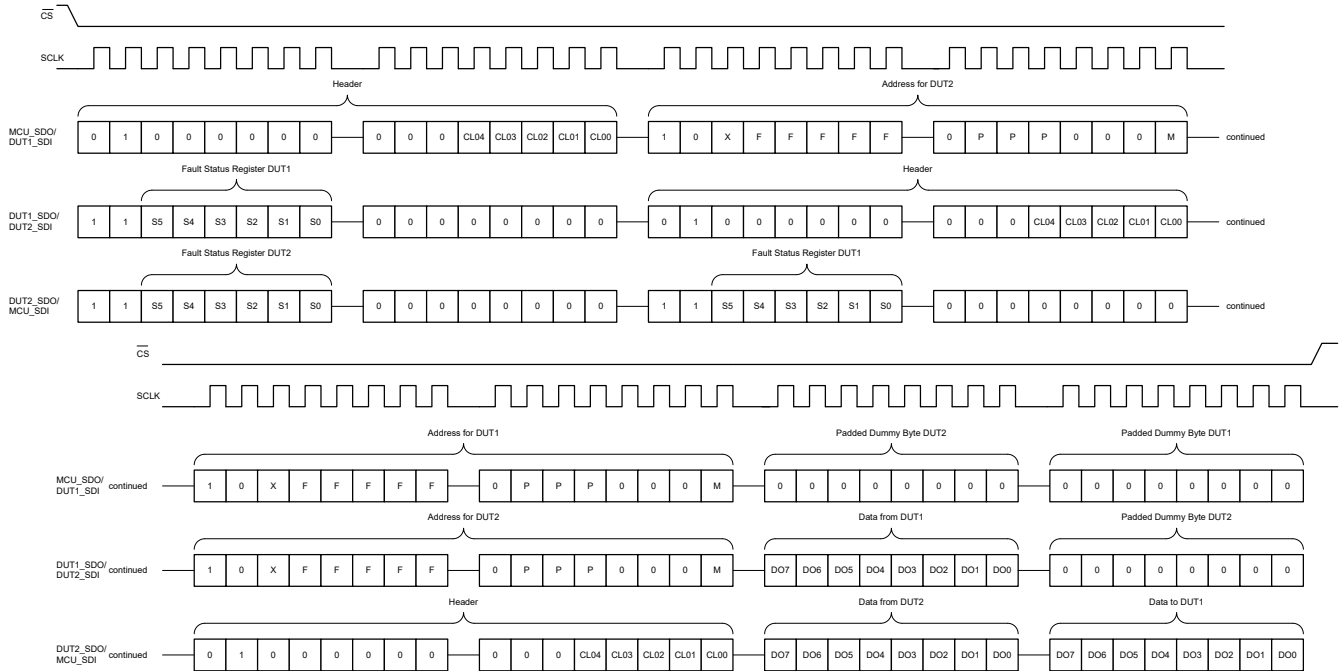 CS
SCLK
Header Address for DUT2
MCU_SDO/
DUT1_SDI
0 1 0 0 0 0 0 0 0 0 0 CL04 CL03 CL02 CL01 CL00 1 0 X F F F F F 0 P P P 0 0 0 M continued
Fault Status Register DUT1 Header
DUT1_SDO/
DUT2_SDI
1 1 S5 S4 S3 S2 S1 S0 0 0 0 0 0 0 0 0 0 1 0 0 0 0 0 0 0 0 0 CL04 CL03 CL02 CL01 CL00 continued
Fault Status Register DUT2 Fault Status Register DUT1
DUT2_SDO/
MCU_SDI
1 1 S5 S4 S3 S2 S1 S0 0 0 0 0 0 0 0 0 1 1 S5 S4 S3 S2 S1 S0 0 0 0 0 0 0 0 0 continued
CS
SCLK
Address for DUT1 Padded Dummy Byte DUT2 Padded Dummy Byte DUT1
MCU_SDO/
DUT1_SDI
continued 1 0 X F F F F F 0 P P P 0 0 0 M 0 0 0 0 0 0 0 0 0 0 0 0 0 0 0 0
Address for DUT2 Data from DUT1 Padded Dummy Byte DUT2
DUT1_SDO/
DUT2_SDI
continued 1 0 X F F F F F 0 P P P 0 0 0 M DO7 DO6 DO5 DO4 DO3 DO2 DO1 DO0 0 0 0 0 0 0 0 0
Header Data from DUT2 Data to DUT1
DUT2_SDO/
MCU_SDI
continued 0 1 0 0 0 0 0 0 0 0 0 CL04 CL03 CL02 CL01 CL00 DO7 DO6 DO5 DO4 DO3 DO2 DO1 DO0 DO7 DO6 DO5 DO4 DO3 DO2 DO1 DO0